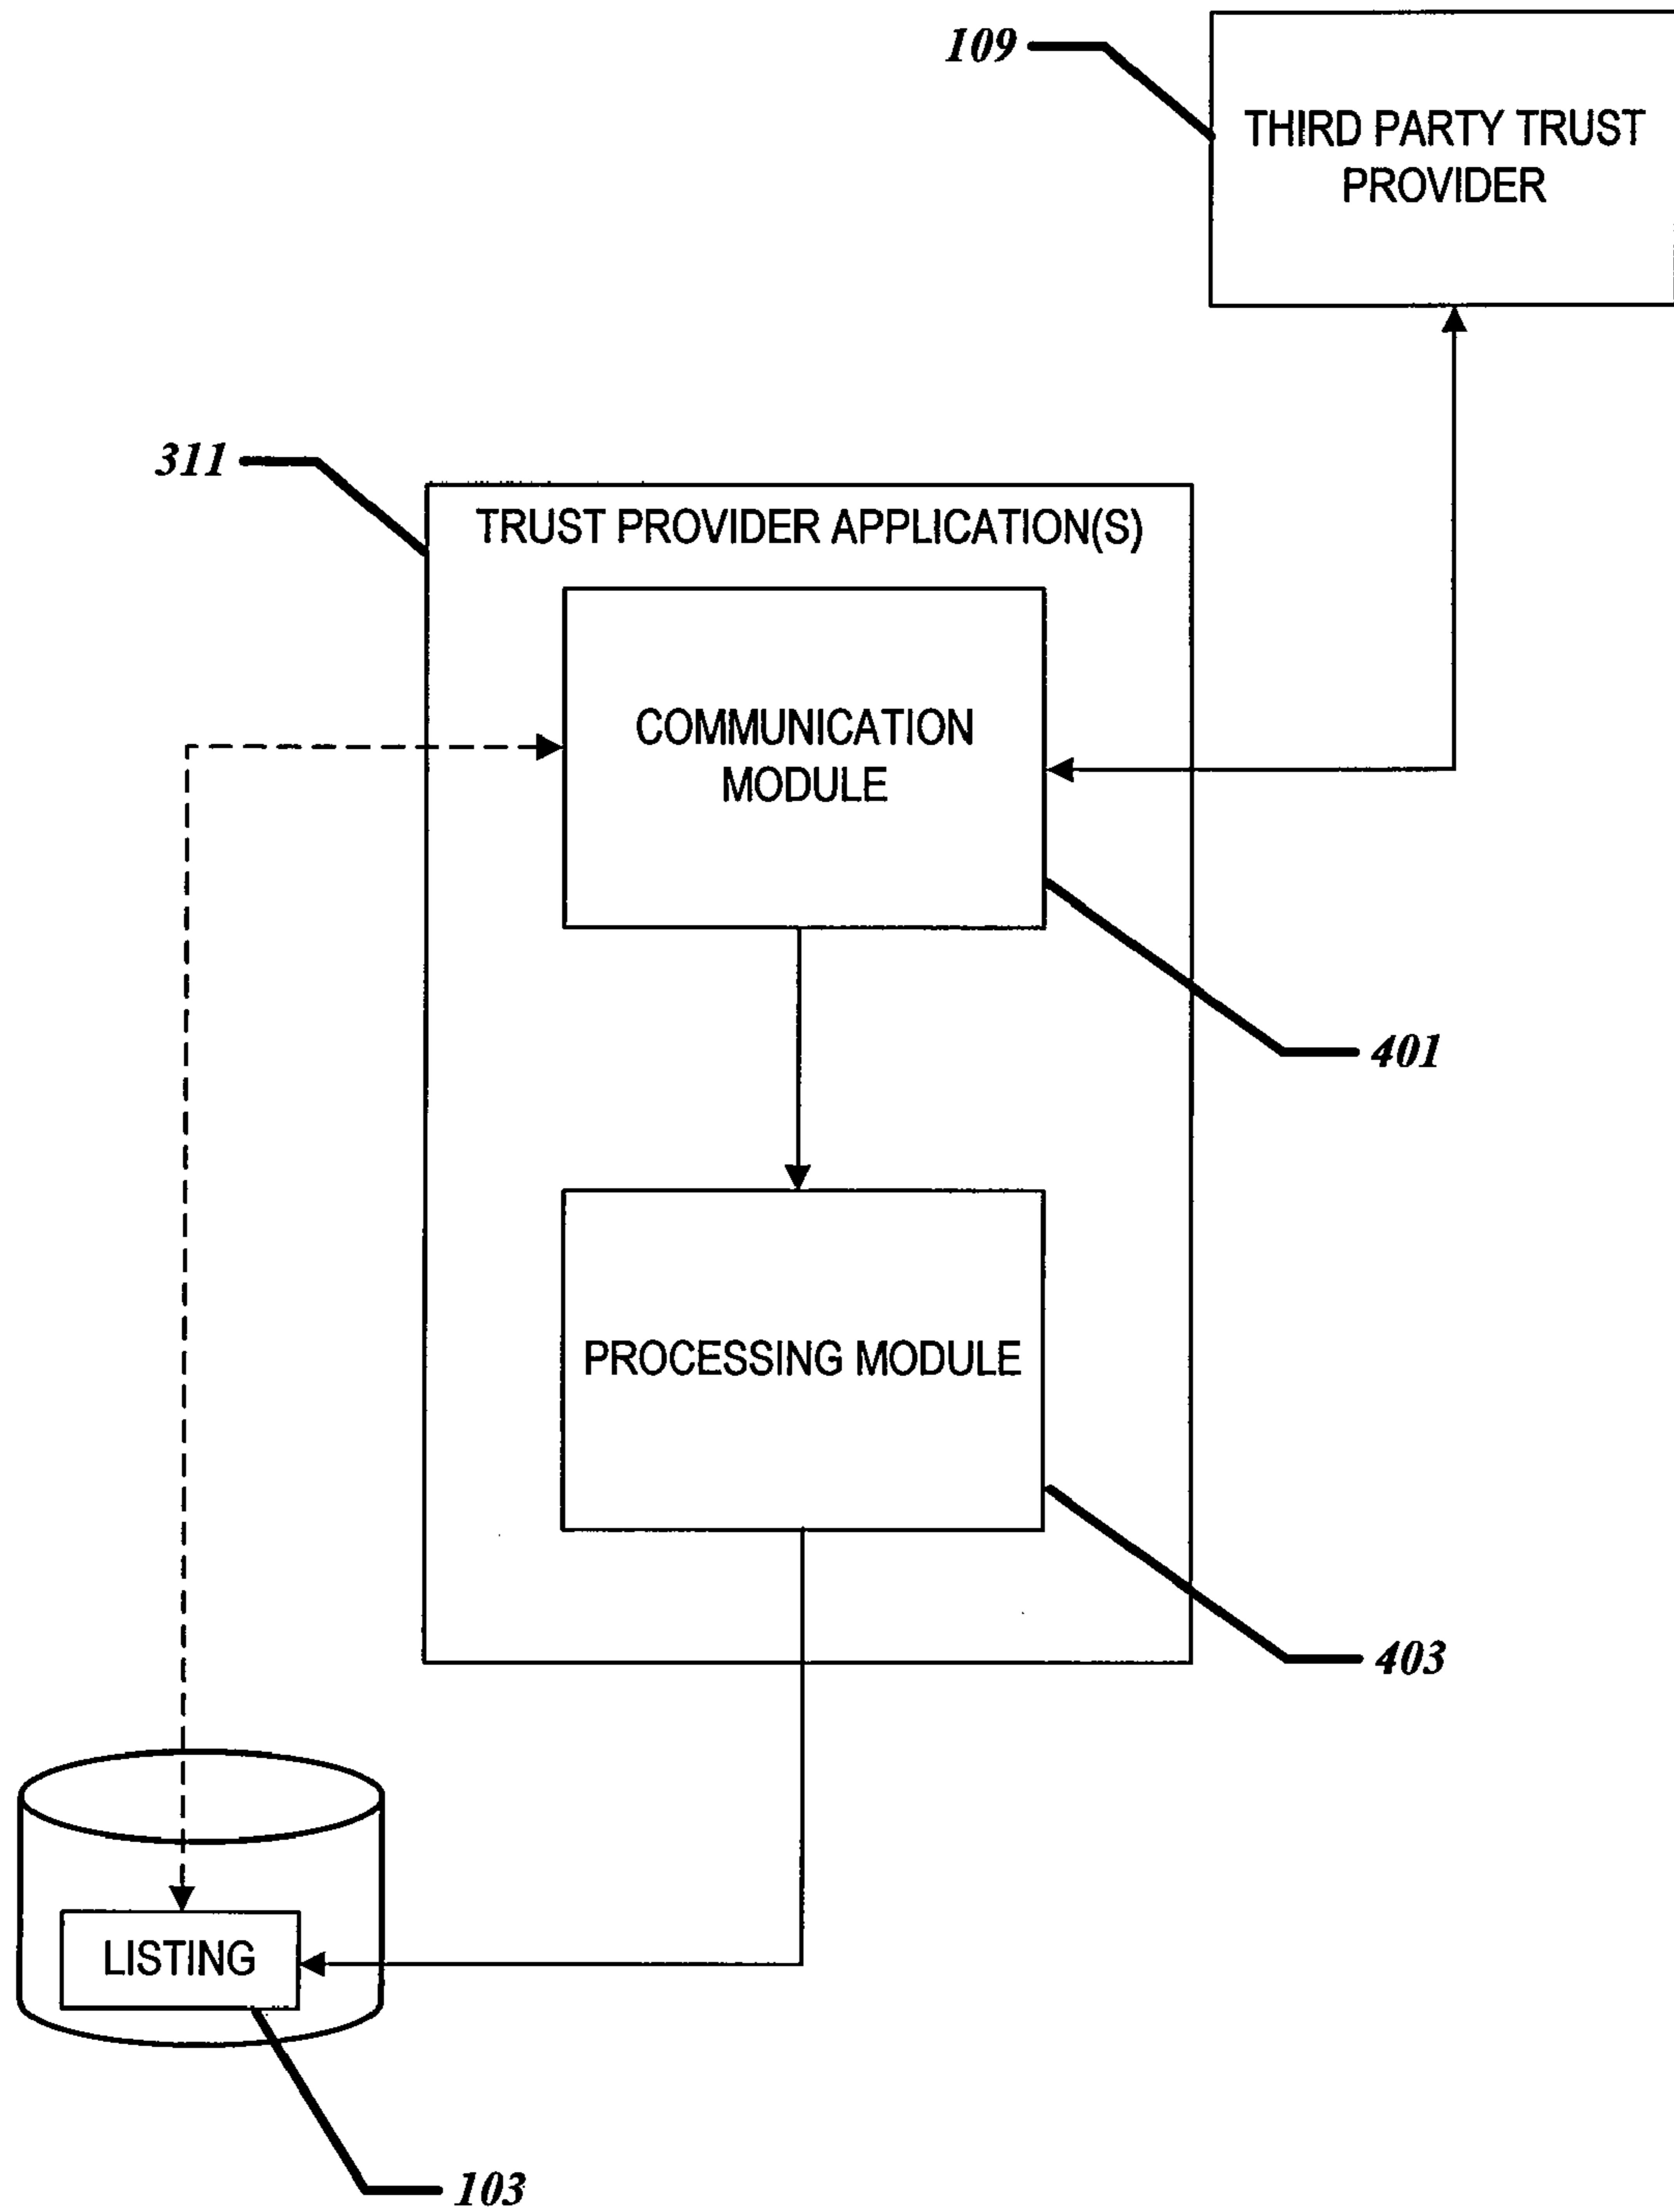 109
THIRD PARTY TRUST
PROVIDER
311
TRUST PROVIDER APPLICATION(S)
COMMUNICATION
MODULE
401
PROCESSING MODULE
403
LISTING
103